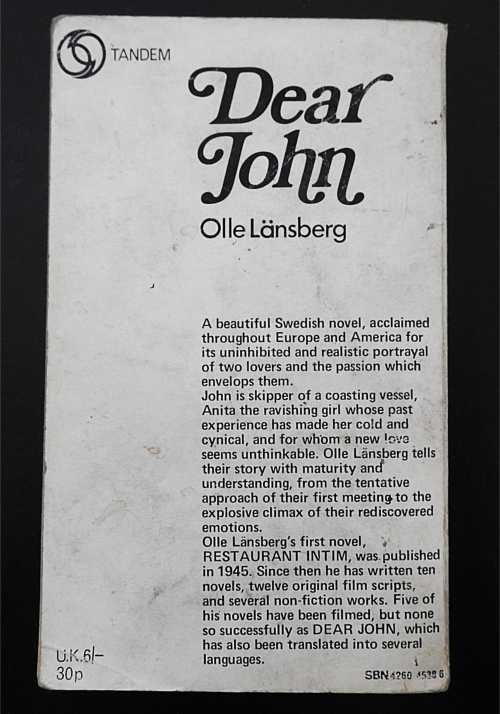 TANDEM
Dear
John
Olle Länsberg
A beautiful Swedish novel, acclaimed
throughout Europe and America for
its uninhibited and realistic portrayal
of two lovers and the passion which
envelops them.
John is skipper of a coasting vessel,
Anita the ravishing girl whose past
experience has made her cold and
cynical, and for whom a new love
seems unthinkable. Olle Länsberg tells
their story with maturity and
understanding, from the tentative
approach of their first meeting to the
explosive climax of their rediscovered
emotions.
Olle Länsberg's first novel,
RESTAURANT INTIM, was published
in 1945. Since then he has written ten
novels, twelve original film scripts,
and several non-fiction works. Five of
his novels have been filmed, but none
so successfully as DEAR JOHN, which
has also been translated into several
languages.
U.K.6/–
30p
SBN 4260